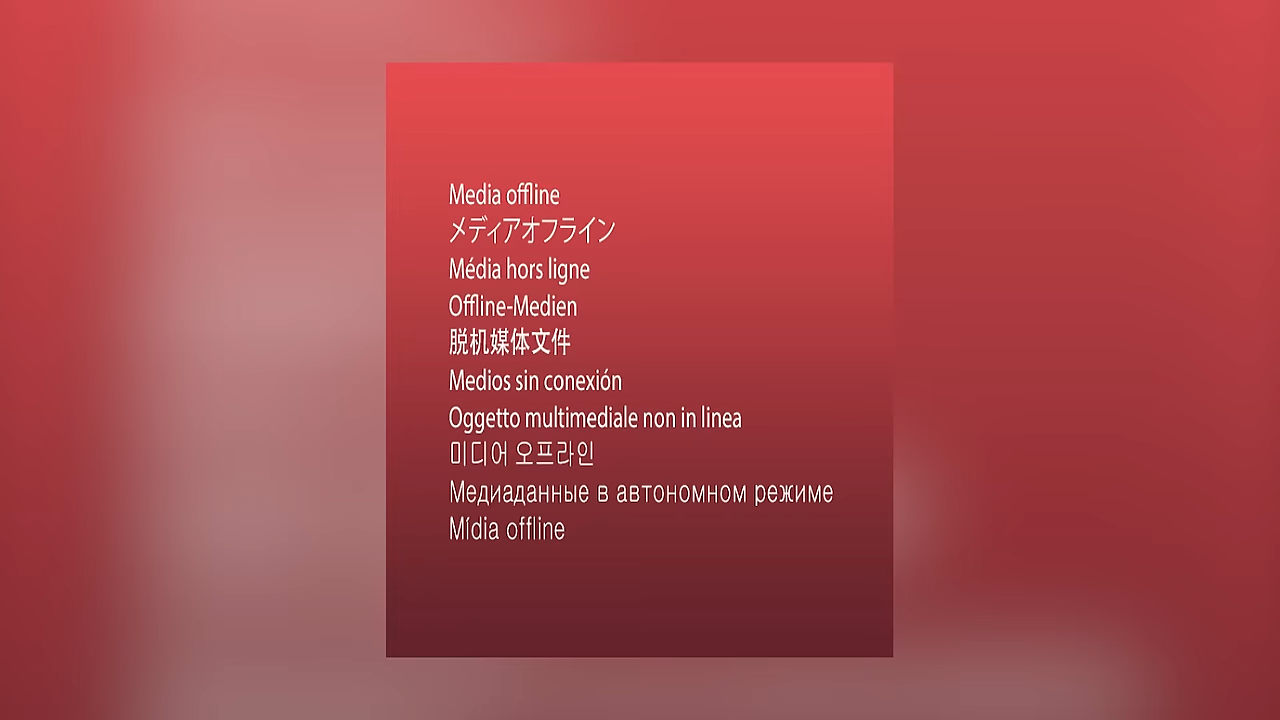 Media offline
メディアオフライン
Média hors ligne
Offline-Medien
脱机媒体文件
Medios sin conexión
Oggetto multimediale non in linea
미디어 오프라인
Медиаданные в автономном режиме
Mídia offline